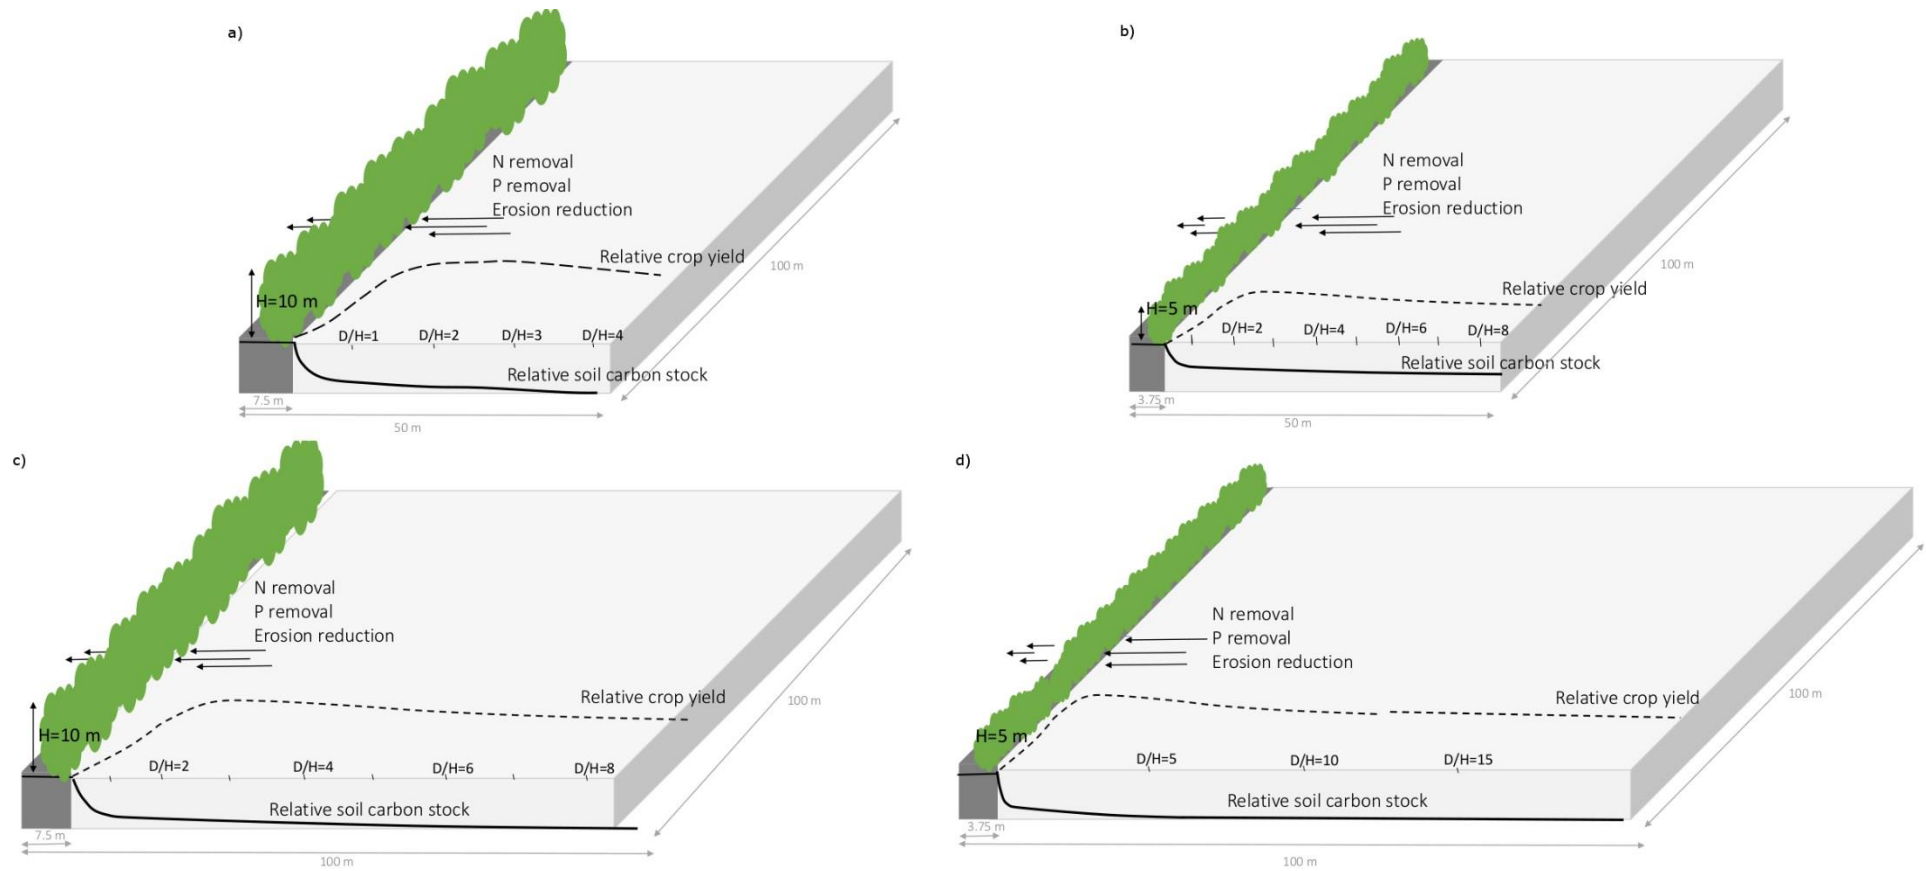 a)
N removal
P removal
Erosion reduction
Relative crop yield
100 m
H=10 m
D/H=1 D/H=2 D/H=3 D/H=4
Relative soil carbon stock
7.5 m
50 m
b)
N removal
P removal
Erosion reduction
100 m
Relative crop yield
H=5 m
D/H=2 D/H=4 D/H=6 D/H=8
Relative soil carbon stock
3.75 m
50 m
c)
N removal
P removal
Erosion reduction
Relative crop yield
100 m
H=10 m
D/H=2 D/H=4 D/H=6 D/H=8
Relative soil carbon stock
7.5 m
100 m
d)
N removal
P removal
Erosion reduction
100 m
Relative crop yield
H=5 m
D/H=5 D/H=10 D/H=15
Relative soil carbon stock
3.75 m
100 m